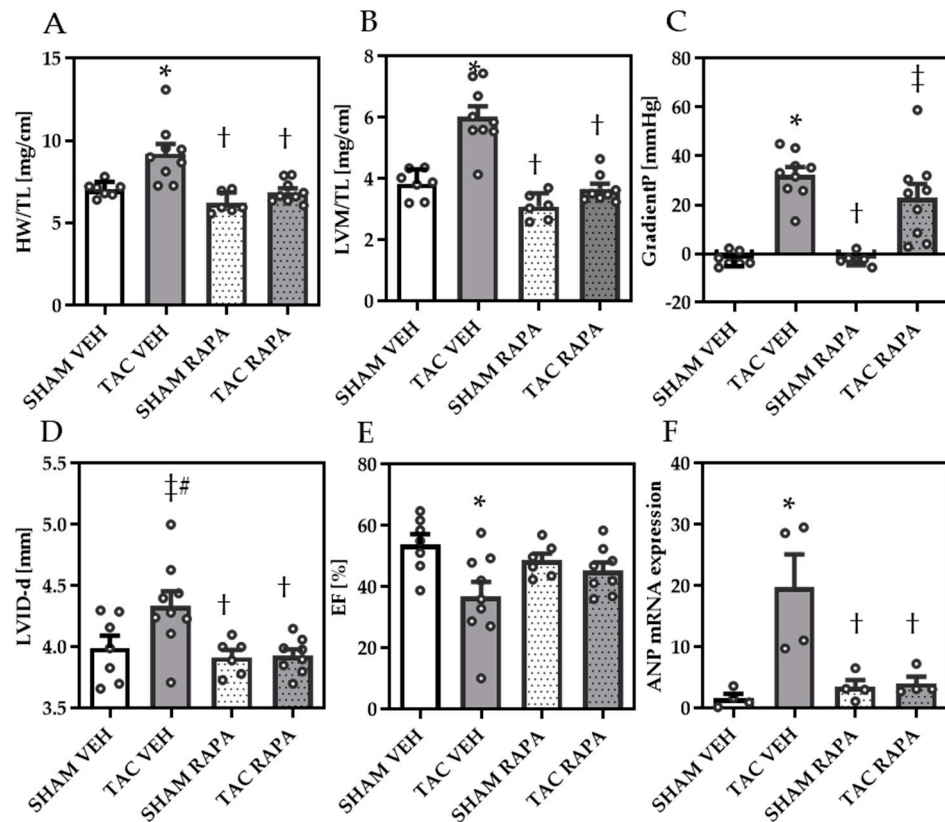 A
HW/TL [mg/cm]
15
10
5
0
*
†
†
SHAM VEH
TAC VEH
SHAM RAPA
TAC RAPA
B
LVM/TL [mg/cm]
8
6
4
2
0
*
†
†
SHAM VEH
TAC VEH
SHAM RAPA
TAC RAPA
C
GradientP [mmHg]
80
60
40
20
0
-20
*
†
‡
SHAM VEH
TAC VEH
SHAM RAPA
TAC RAPA
D
LVID-d [mm]
5.5
5.0
4.5
4.0
3.5
‡#
†
†
SHAM VEH
TAC VEH
SHAM RAPA
TAC RAPA
E
EF [%]
80
60
40
20
0
*
SHAM VEH
TAC VEH
SHAM RAPA
TAC RAPA
F
ANP mRNA expression
40
30
20
10
0
*
†
†
SHAM VEH
TAC VEH
SHAM RAPA
TAC RAPA